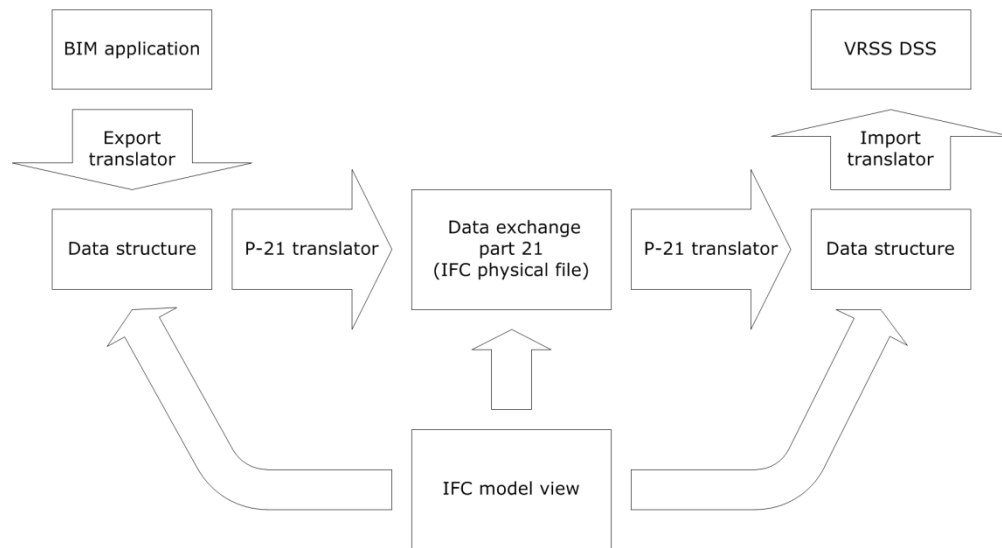 BIM application
VRSS DSS
Export
translator
Import
translator
Data structure
P-21 translator
Data exchange
part 21
(IFC physical file)
P-21 translator
Data structure
IFC model view